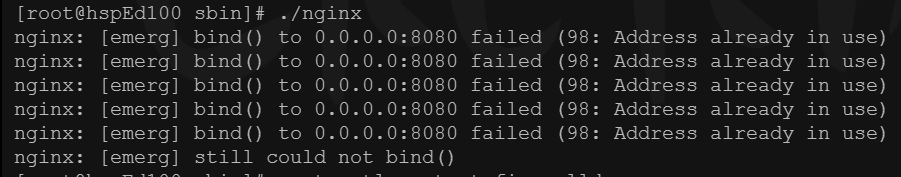 [root@hspEd100 sbin]# ./nginx
nginx: [emerg] bind() to 0.0.0.0:8080 failed (98: Address already in use)
nginx: [emerg] bind() to 0.0.0.0:8080 failed (98: Address already in use)
nginx: [emerg] bind() to 0.0.0.0:8080 failed (98: Address already in use)
nginx: [emerg] bind() to 0.0.0.0:8080 failed (98: Address already in use)
nginx: [emerg] bind() to 0.0.0.0:8080 failed (98: Address already in use)
nginx: [emerg] still could not bind()